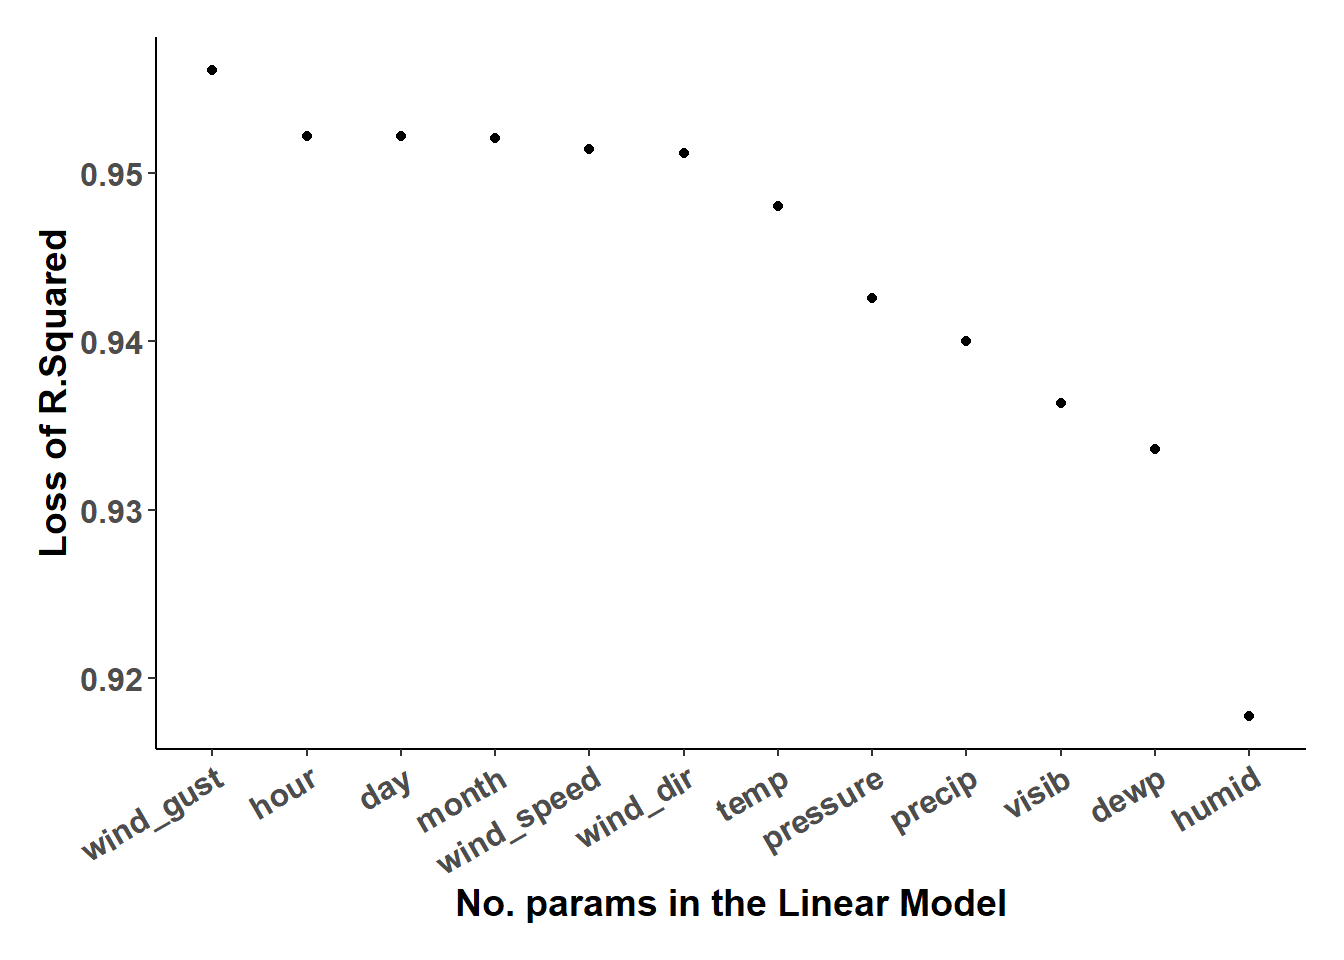 Loss of R.Squared
0.95
0.94
0.93
0.92
wind_gust
hour
day
month
wind_speed
wind_dir
temp
pressure
precip
visib
dewp
humid
No. params in the Linear Model